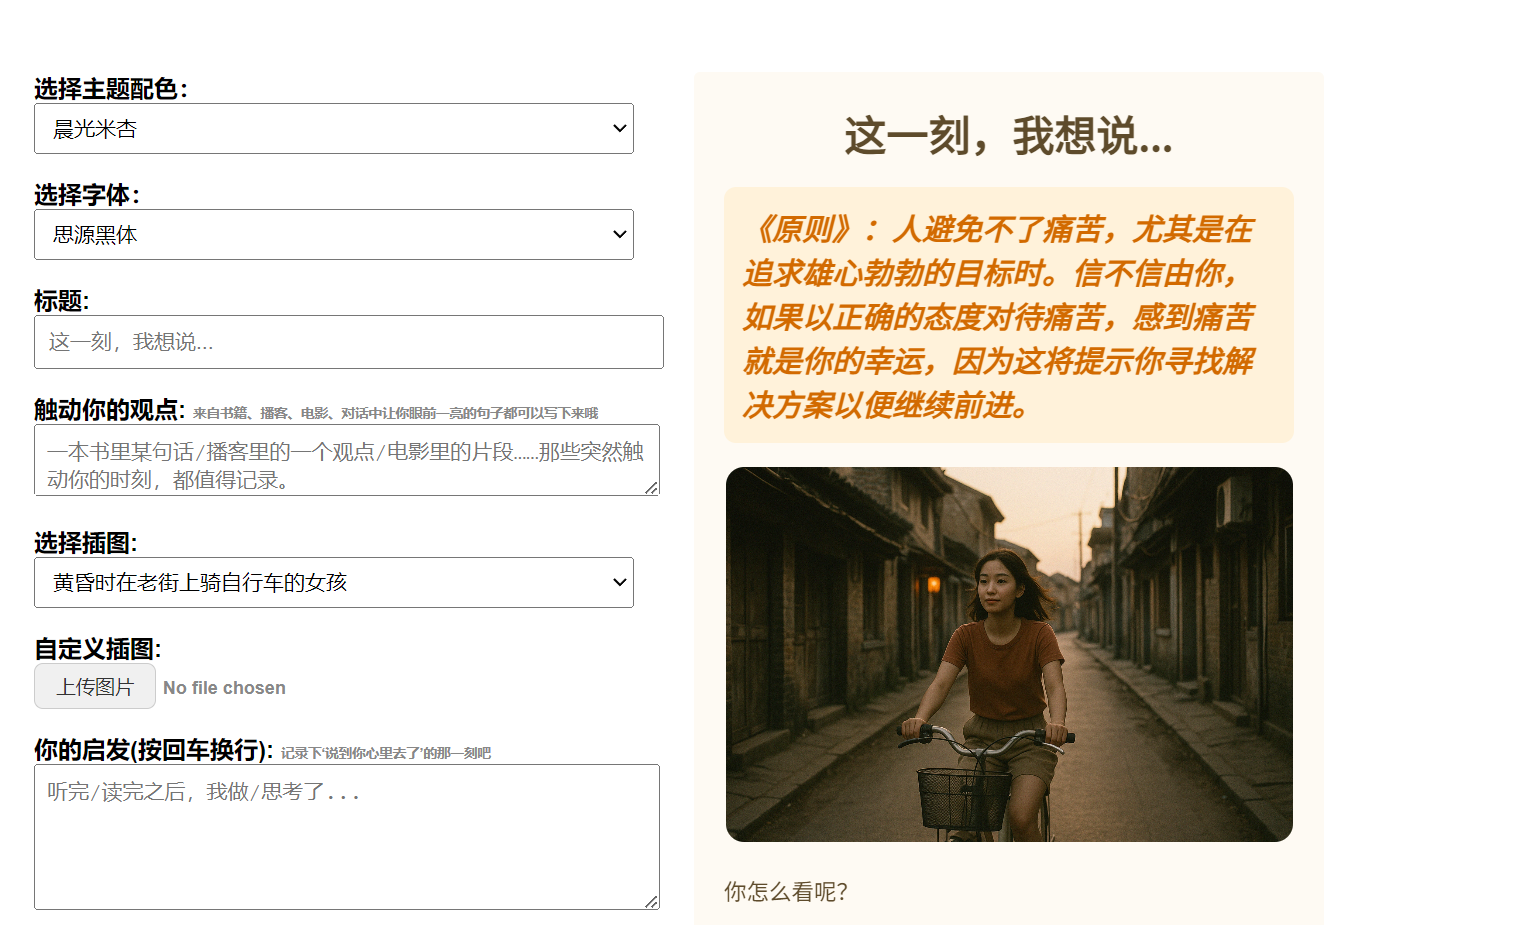 选择主题配色：
晨光米杏
选择字体：
思源黑体
标题:
这一刻，我想说...
触动你的观点: 来自书籍、播客、电影、对话中让你眼前一亮的句子都可以写下来哦
一本书里某句话/播客里的一个观点/电影里的片段……那些突然触
动你的时刻，都值得记录。
选择插图:
黄昏时在老街上骑自行车的女孩
自定义插图:
上传图片 No file chosen
你的启发(按回车换行): 记录下‘说到你心里去了’的那一刻吧
听完/读完之后，我做/思考了...
这一刻，我想说...
《原则》：人避免不了痛苦，尤其是在
追求雄心勃勃的目标时。信不信由你，
如果以正确的态度对待痛苦，感到痛苦
就是你的幸运，因为这将提示你寻找解
决方案以便继续前进。
你怎么看呢？